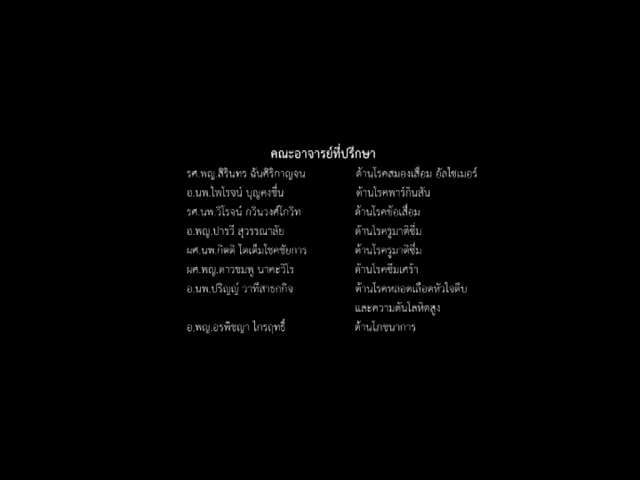 คณะอาจารย์ที่ปรึกษา
รศ.พญ.สิรินทร ฉันศิริกาญจน ด้านโรคสมองเสื่อม อัลไซเมอร์
อ.นพ.ไพโรจน์ บุญคงชื่น ด้านโรคพาร์กินสัน
รศ.นพ.วิโรจน์ กวินวงศ์โกวิท ด้านโรคข้อเสื่อม
อ.พญ.ปารวี สุวรรณาลัย ด้านโรครูมาติซึ่ม
ผศ.นพ.กิตติ โตเต็มโชคชัยการ ด้านโรครูมาติซึ่ม
ผศ.พญ.ดาวชมพู นาคะวิโร ด้านโรคซึมเศร้า
อ.นพ.ปริญญ์ วาทีสาธกกิจ ด้านโรคหลอดเลือดหัวใจตีบ
และความดันโลหิตสูง
อ.พญ.อรพิชญา ไกรฤทธิ์ ด้านโภชนาการ